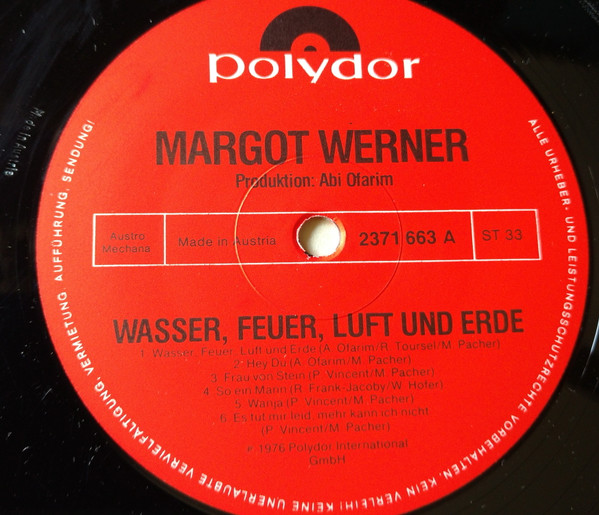 polydor
MARGOT WERNER
Produktion: Abi Ofarim
Austro
Mechana
Made in Austria
2371 663 A
ST 33
WASSER, FEUER, LUFT UND ERDE
1. Wasser, Feuer, Luft und Erde (A. Ofarim/R. Toursel/M. Pacher)
2. Hey Du (A. Ofarim/M. Pacher)
3. Frau von Stein (P. Vincent/M. Pacher)
4. So ein Mann (R. Frank-Jacoby/W. Hofer)
5. Wanja (P. Vincent/M. Pacher)
6. Es tut mir leid, mehr kann ich nicht
(P. Vincent/M. Pacher)
℗ 1976 Polydor International
GmbH
ALLE URHEBER- UND LEISTUNGSSCHUTZRECHTE VORBEHALTEN. KEIN VERLEIH! KEINE UNERLAUBTE VERVIELFÄLTIGUNG, VERMIETUNG, AUFFÜHRUNG, SENDUNG!
Made in Austria